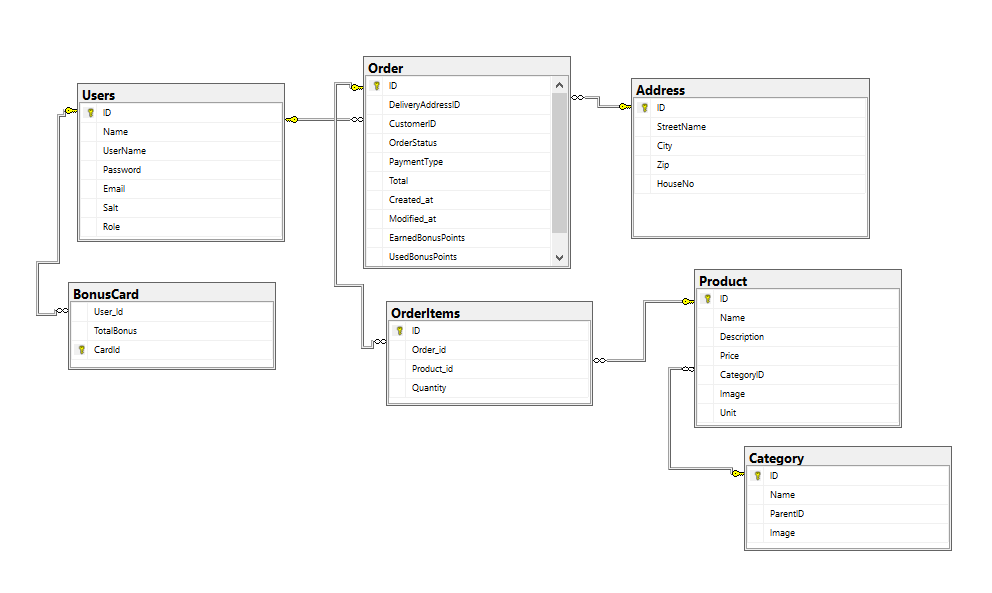 Users
ID
Name
UserName
Password
Email
Salt
Role
Order
ID
DeliveryAddressID
CustomerID
OrderStatus
PaymentType
Total
Created_at
Modified_at
EarnedBonusPoints
UsedBonusPoints
Address
ID
StreetName
City
Zip
HouseNo
BonusCard
User_Id
TotalBonus
CardId
OrderItems
ID
Order_id
Product_id
Quantity
Product
ID
Name
Description
Price
CategoryID
Image
Unit
Category
ID
Name
ParentID
Image